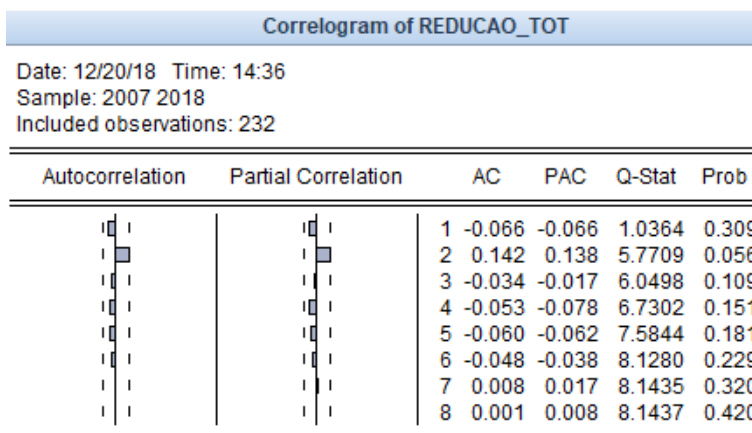 Correlogram of REDUCAO_TOT
Date: 12/20/18 Time: 14:36
Sample: 2007 2018
Included observations: 232
Autocorrelation Partial Correlation AC PAC Q-Stat Prob
1 -0.066 -0.066 1.0364 0.309
2 0.142 0.138 5.7709 0.056
3 -0.034 -0.017 6.0498 0.109
4 -0.053 -0.078 6.7302 0.151
5 -0.060 -0.062 7.5844 0.181
6 -0.048 -0.038 8.1280 0.229
7 0.008 0.017 8.1435 0.320
8 0.001 0.008 8.1437 0.420